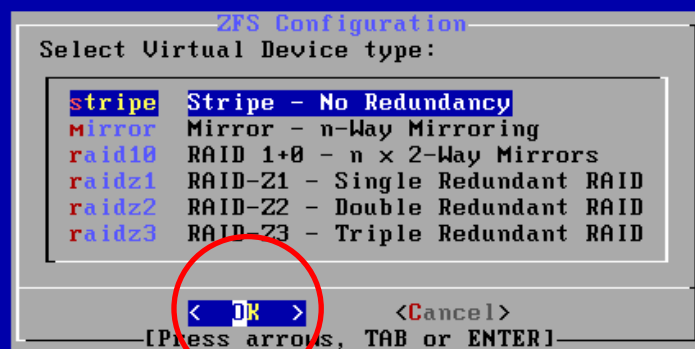 ZFS Configuration
Select Virtual Device type:
stripe Stripe - No Redundancy
mirror Mirror - n-Way Mirroring
raid10 RAID 1+0 - n x 2-Way Mirrors
raidz1 RAID-Z1 - Single Redundant RAID
raidz2 RAID-Z2 - Double Redundant RAID
raidz3 RAID-Z3 - Triple Redundant RAID
< OK > <Cancel>
[Press arrows, TAB or ENTER]